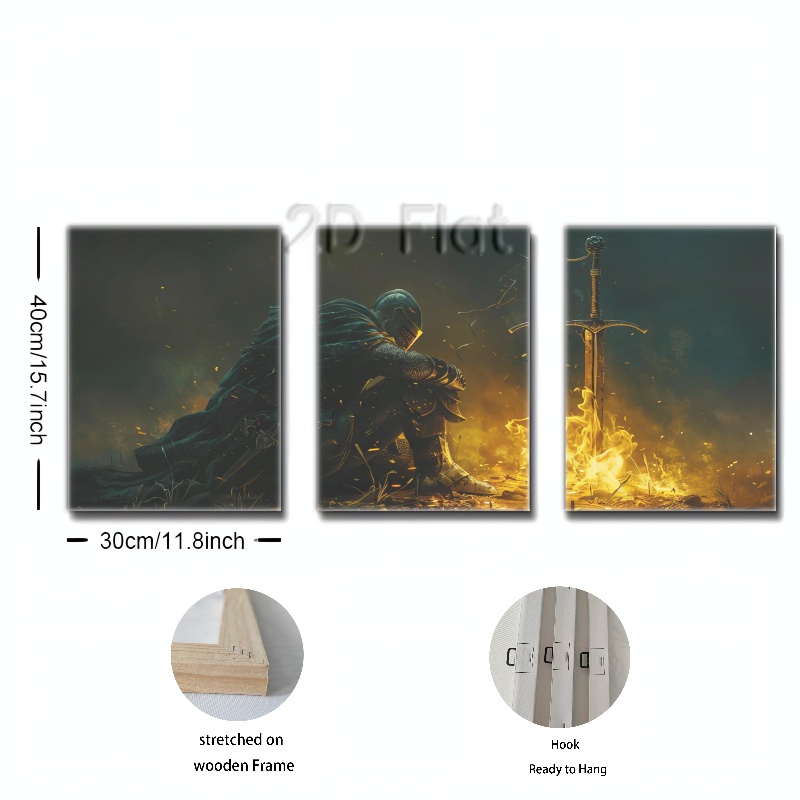 2D Flat
40cm/15.7inch
30cm/11.8inch
stretched on
wooden Frame
Hook
Ready to Hang